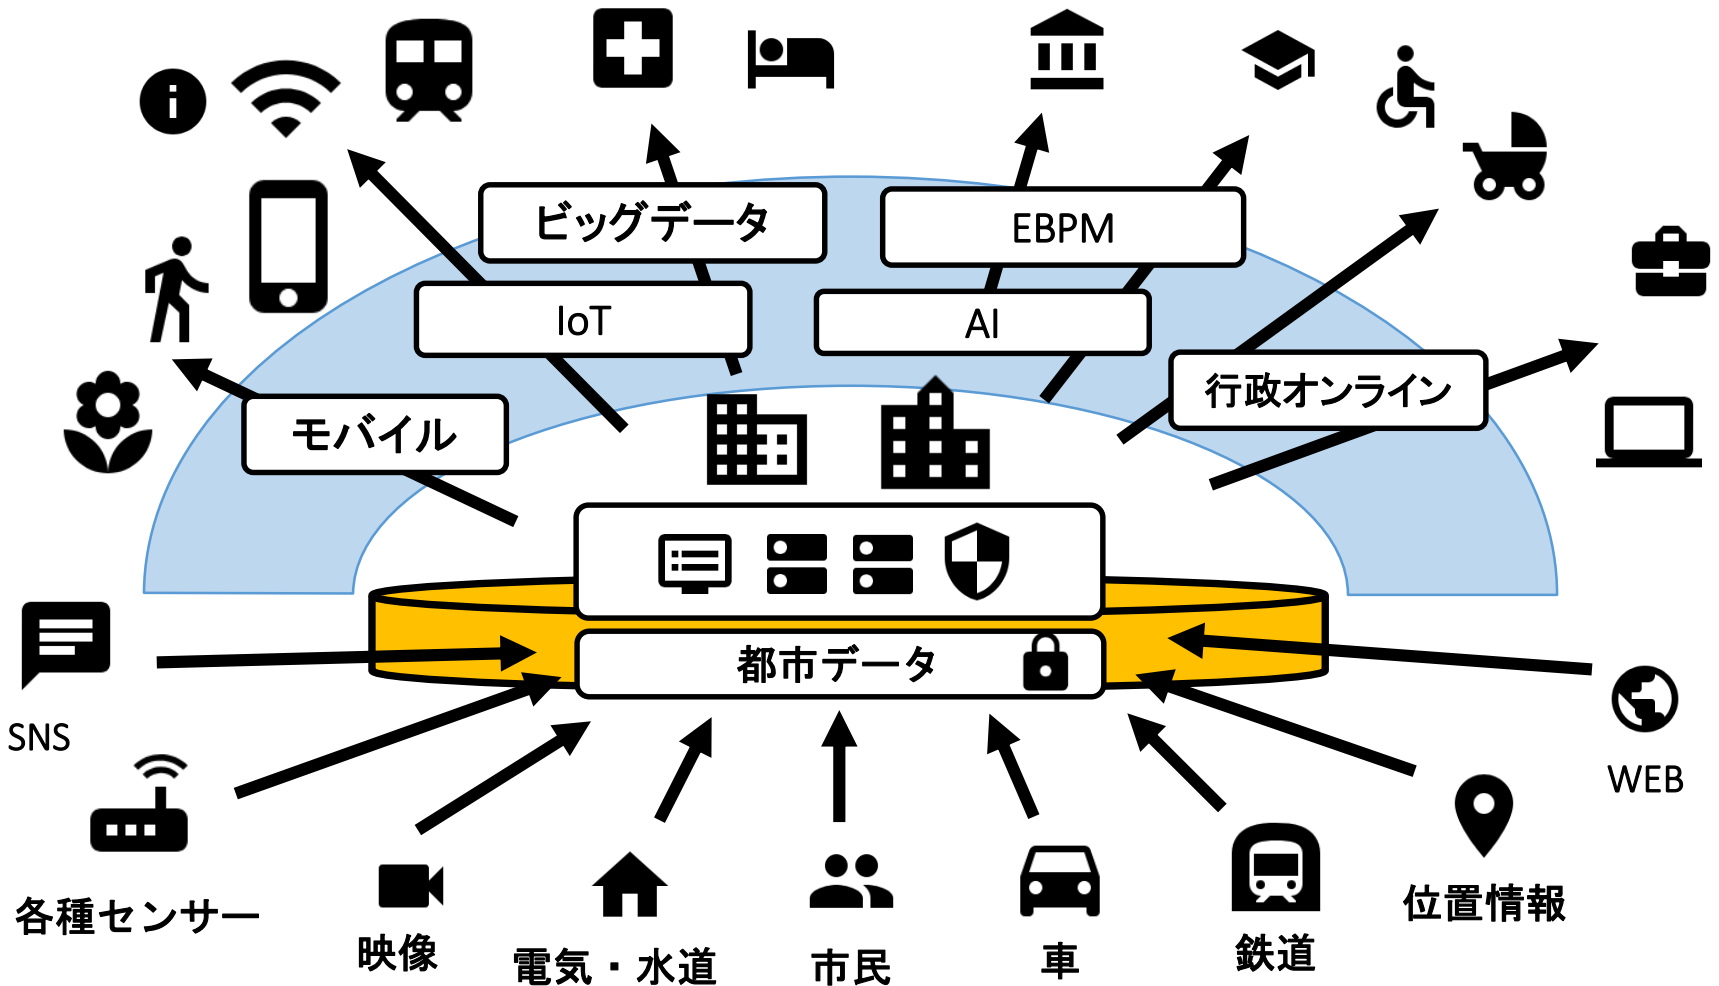 ビッグデータ
EBPM
IoT
AI
行政オンライン
モバイル
都市データ
SNS
WEB
各種センサー
映像
電気・水道
市民
車
鉄道
位置情報